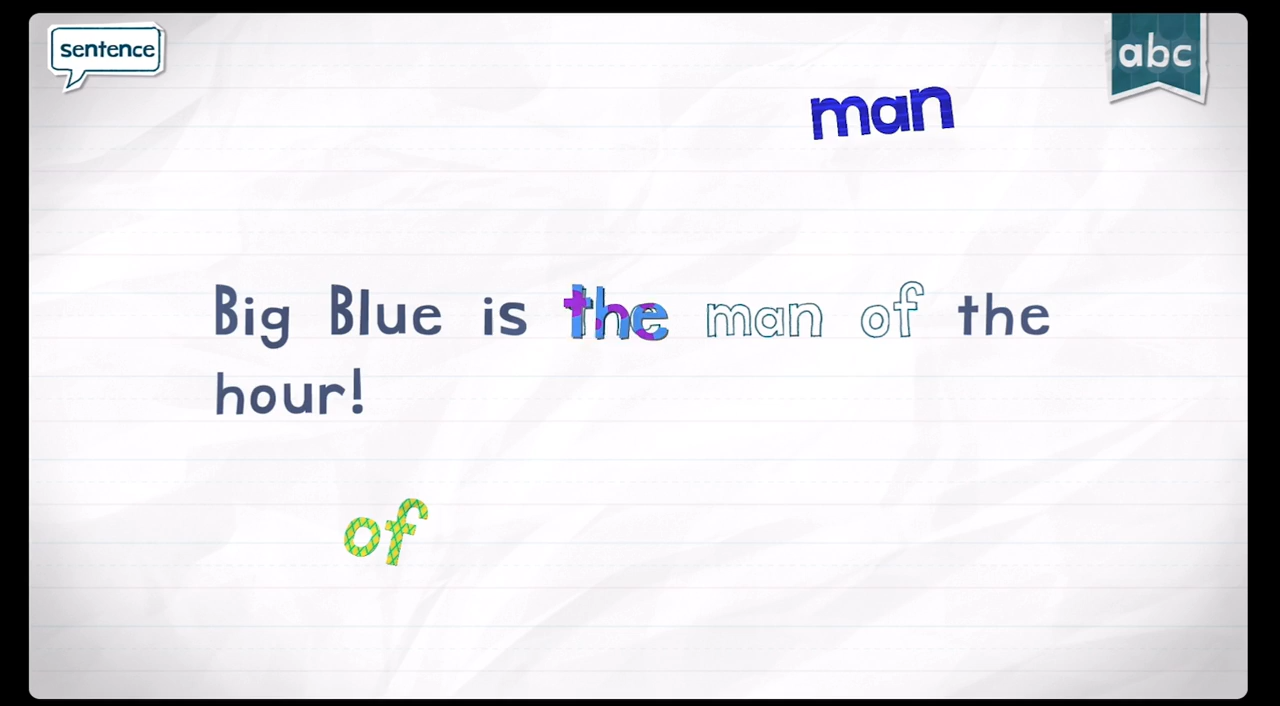 sentence
abc
man
Big Blue is the man of the
hour!
of